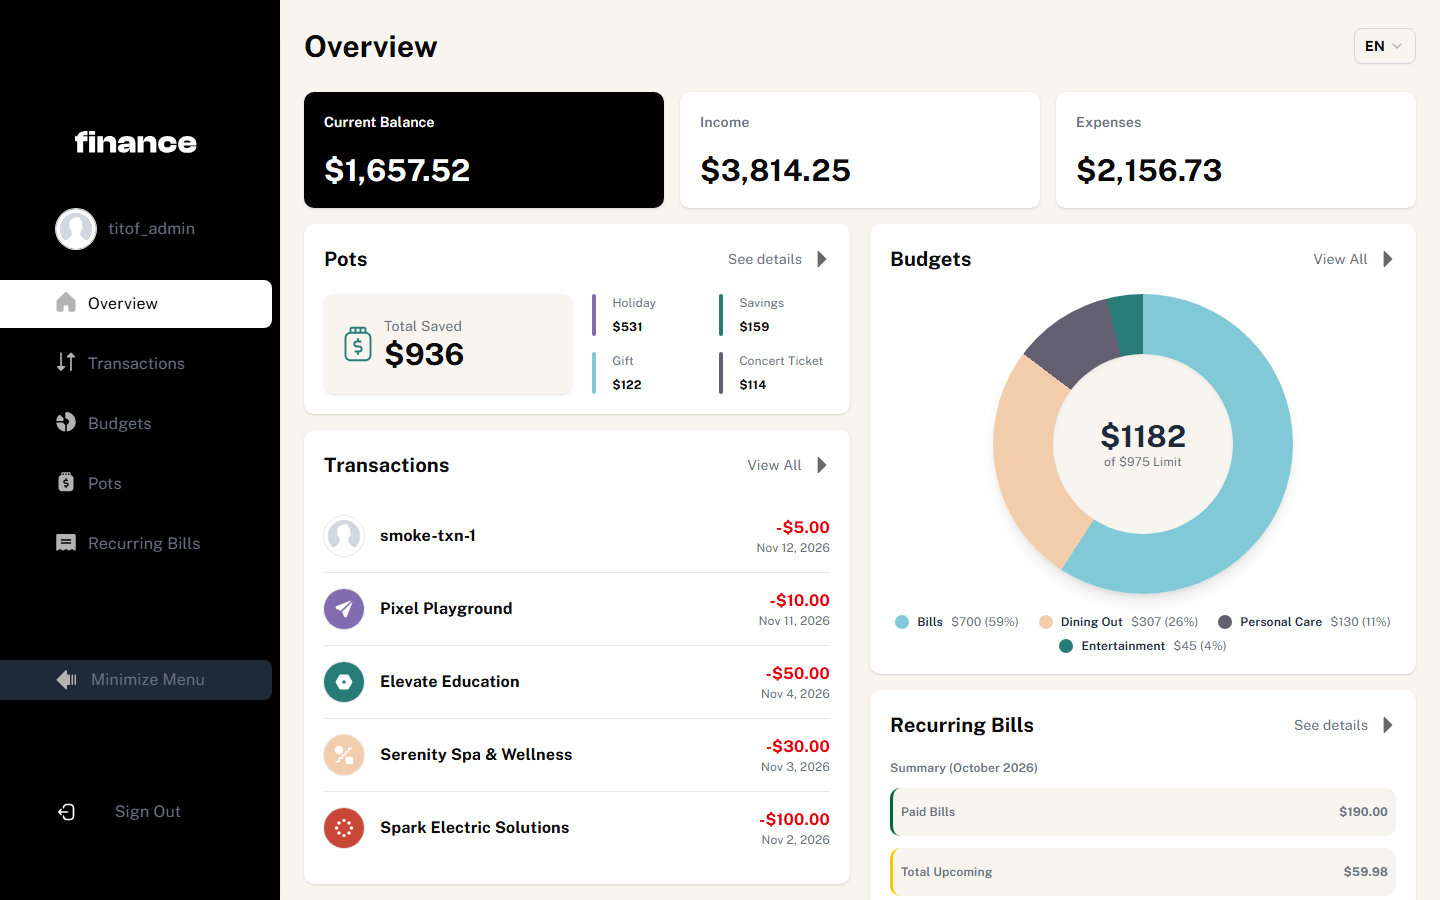 finance
titof_admin
Overview
Transactions
Budgets
Pots
Recurring Bills
Minimize Menu
Sign Out
Overview
EN
Current Balance
$1,657.52
Income
$3,814.25
Expenses
$2,156.73
Pots
See details
Total Saved
$936
Holiday
$531
Savings
$159
Gift
$122
Concert Ticket
$114
Transactions
View All
smoke-txn-1
-$5.00
Nov 12, 2026
Pixel Playground
-$10.00
Nov 11, 2026
Elevate Education
-$50.00
Nov 4, 2026
Serenity Spa & Wellness
-$30.00
Nov 3, 2026
Spark Electric Solutions
-$100.00
Nov 2, 2026
Budgets
View All
$1182
of $975 Limit
Bills $700 (59%)
Dining Out $307 (26%)
Personal Care $130 (11%)
Entertainment $45 (4%)
Recurring Bills
See details
Summary (October 2026)
Paid Bills
$190.00
Total Upcoming
$59.98